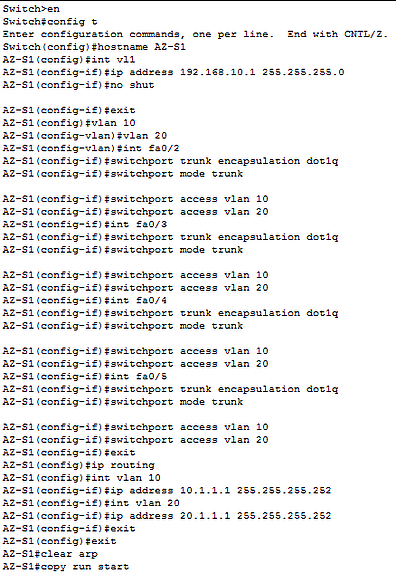 Switch>en
Switch#config t
Enter configuration commands, one per line.  End with CNTL/Z.
Switch(config)#hostname AZ-S1
AZ-S1(config)#int vl1
AZ-S1(config-if)#ip address 192.168.10.1 255.255.255.0
AZ-S1(config-if)#no shut
AZ-S1(config-if)#exit
AZ-S1(config)#vlan 10
AZ-S1(config-vlan)#vlan 20
AZ-S1(config-vlan)#int fa0/2
AZ-S1(config-if)#switchport trunk encapsulation dot1q
AZ-S1(config-if)#switchport mode trunk
AZ-S1(config-if)#switchport access vlan 10
AZ-S1(config-if)#switchport access vlan 20
AZ-S1(config-if)#int fa0/3
AZ-S1(config-if)#switchport trunk encapsulation dot1q
AZ-S1(config-if)#switchport mode trunk
AZ-S1(config-if)#switchport access vlan 10
AZ-S1(config-if)#switchport access vlan 20
AZ-S1(config-if)#int fa0/4
AZ-S1(config-if)#switchport trunk encapsulation dot1q
AZ-S1(config-if)#switchport mode trunk
AZ-S1(config-if)#switchport access vlan 10
AZ-S1(config-if)#switchport access vlan 20
AZ-S1(config-if)#int fa0/5
AZ-S1(config-if)#switchport trunk encapsulation dot1q
AZ-S1(config-if)#switchport mode trunk
AZ-S1(config-if)#switchport access vlan 10
AZ-S1(config-if)#switchport access vlan 20
AZ-S1(config-if)#exit
AZ-S1(config)#ip routing
AZ-S1(config)#int vlan 10
AZ-S1(config-if)#ip address 10.1.1.1 255.255.255.252
AZ-S1(config-if)#int vlan 20
AZ-S1(config-if)#ip address 20.1.1.1 255.255.255.252
AZ-S1(config-if)#exit
AZ-S1(config)#exit
AZ-S1#clear arp
AZ-S1#copy run start